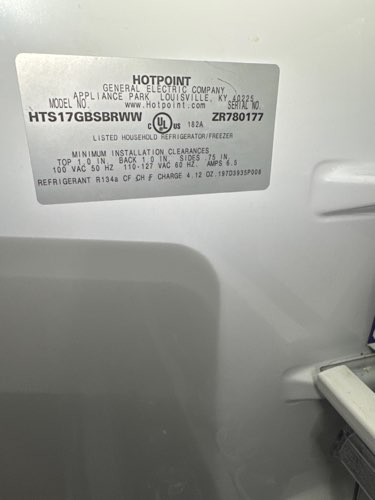 HOTPOINT
GENERAL ELECTRIC COMPANY
APPLIANCE PARK, LOUISVILLE, KY 40225
MODEL NO. www.Hotpoint.com SERIAL NO.
HTS17GBSBRWW C UL US 182A ZR780177
LISTED HOUSEHOLD REFRIGERATOR/FREEZER
MINIMUM INSTALLATION CLEARANCES
TOP 1.0 IN. BACK 1.0 IN. SIDES .75 IN.
100 VAC 50 HZ 110-127 VAC 60 HZ. AMPS 6.5
REFRIGERANT R134a CF CH F CHARGE 4.12 OZ.197D3935P006